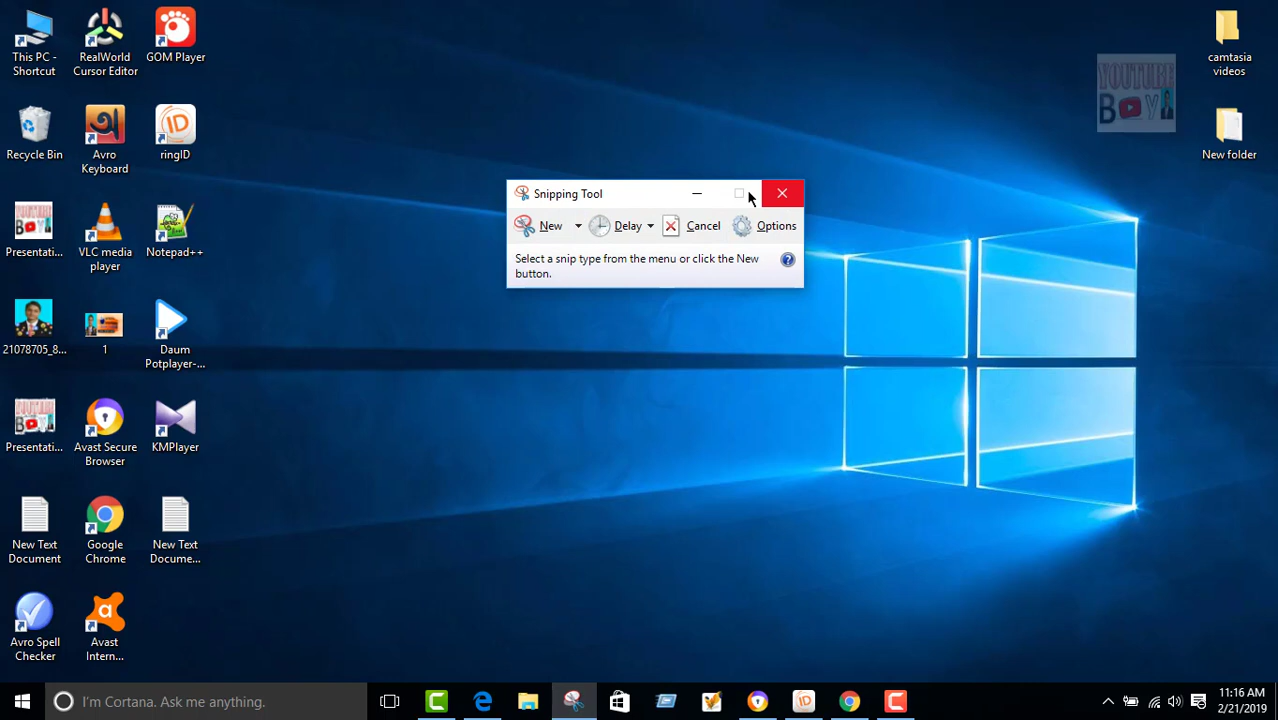 This PC -
Shortcut
RealWorld
Cursor Editor
GOM Player
camtasia
videos
YOUTUBE
BOY
Recycle Bin
Avro
Keyboard
ringID
New folder
Snipping Tool
New
Delay
Cancel
Options
Select a snip type from the menu or click the New
button.
Presentati...
VLC media
player
Notepad++
21078705_8...
1
Daum
Potplayer-...
Presentati...
Avast Secure
Browser
KMPlayer
New Text
Document
Google
Chrome
New Text
Docume...
Avro Spell
Checker
Avast
Intern...
I'm Cortana. Ask me anything.
11:16 AM
2/21/2019